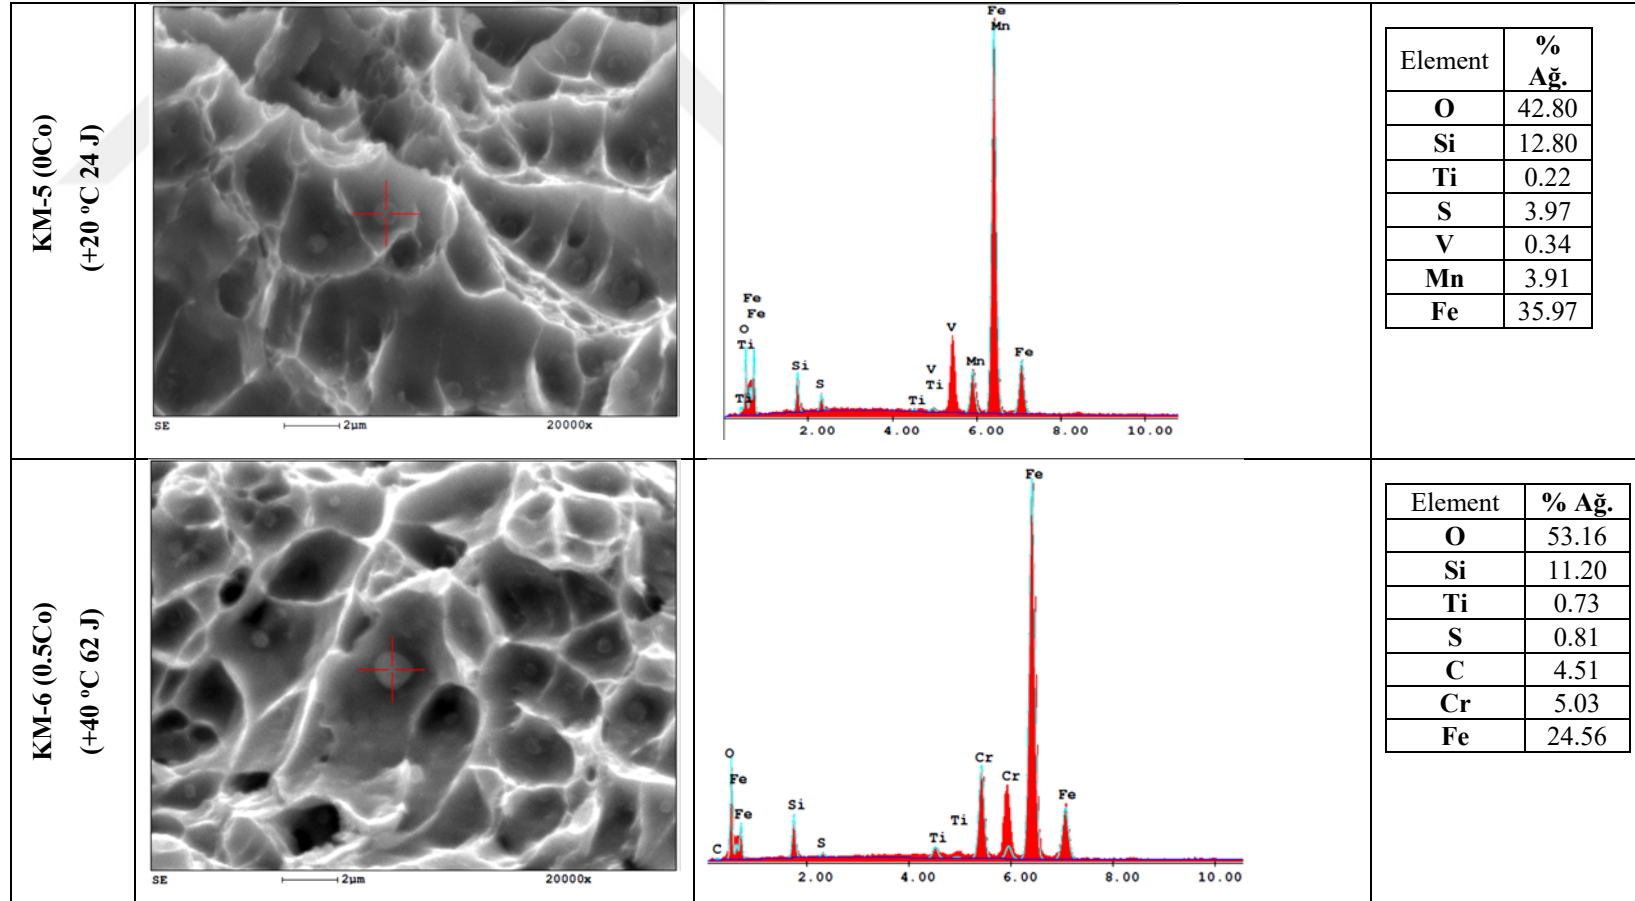 KM-5 (0Co)
(+20 ºC 24 J)
SE
2µm
20000x
Fe
Mn
Fe
Fe
O
Ti
Ti
Si
S
Ti
V
Ti
V
Mn
Fe
2.00 4.00 6.00 8.00 10.00
Element % Ağ.
O 42.80
Si 12.80
Ti 0.22
S 3.97
V 0.34
Mn 3.91
Fe 35.97
KM-6 (0.5Co)
(+40 ºC 62 J)
SE
2µm
20000x
Fe
O
Fe
Fe
C
Si
S
Ti
Ti
Cr
Cr
Fe
2.00 4.00 6.00 8.00 10.00
Element % Ağ.
O 53.16
Si 11.20
Ti 0.73
S 0.81
C 4.51
Cr 5.03
Fe 24.56